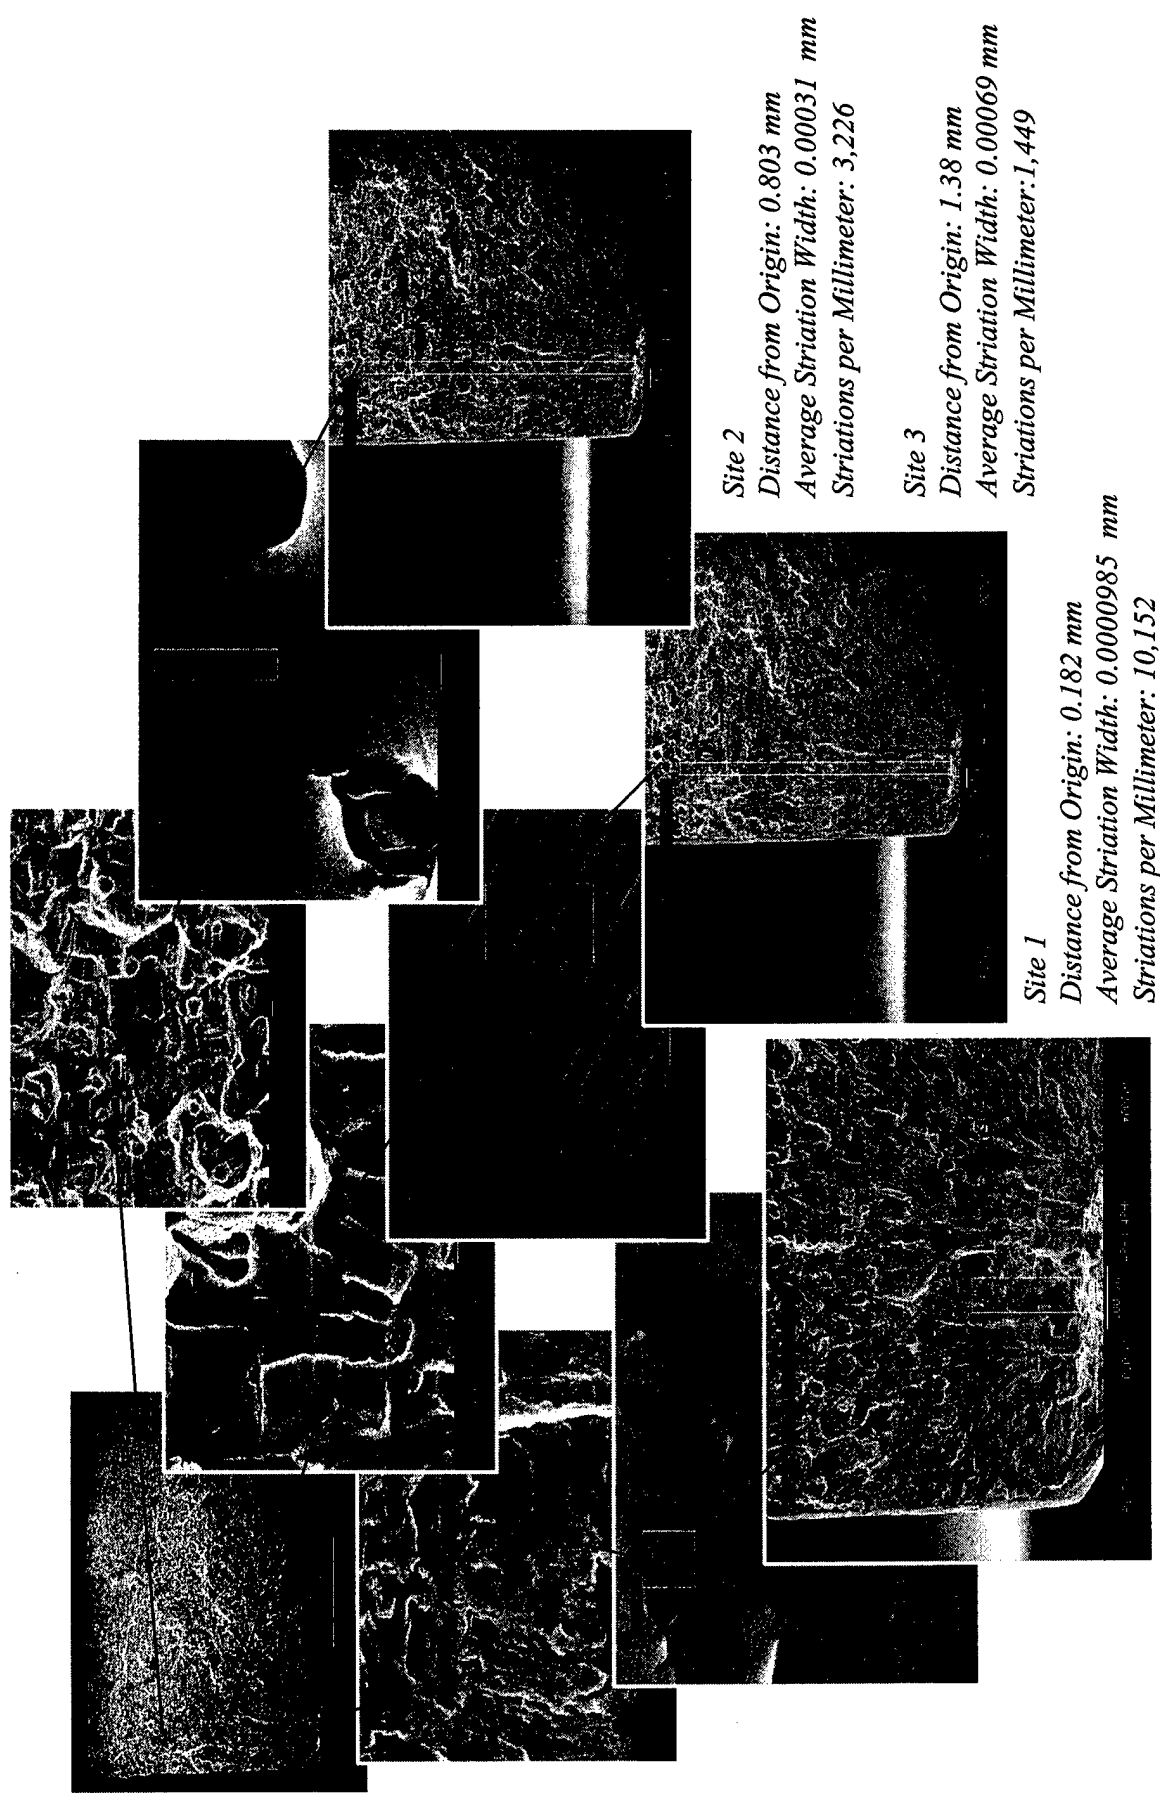 Site 1
Distance from Origin: 0.182 mm
Average Striation Width: 0.0000985 mm
Striations per Millimeter: 10,152
Site 2
Distance from Origin: 0.803 mm
Average Striation Width: 0.00031 mm
Striations per Millimeter: 3,226
Site 3
Distance from Origin: 1.38 mm
Average Striation Width: 0.00069 mm
Striations per Millimeter:1,449